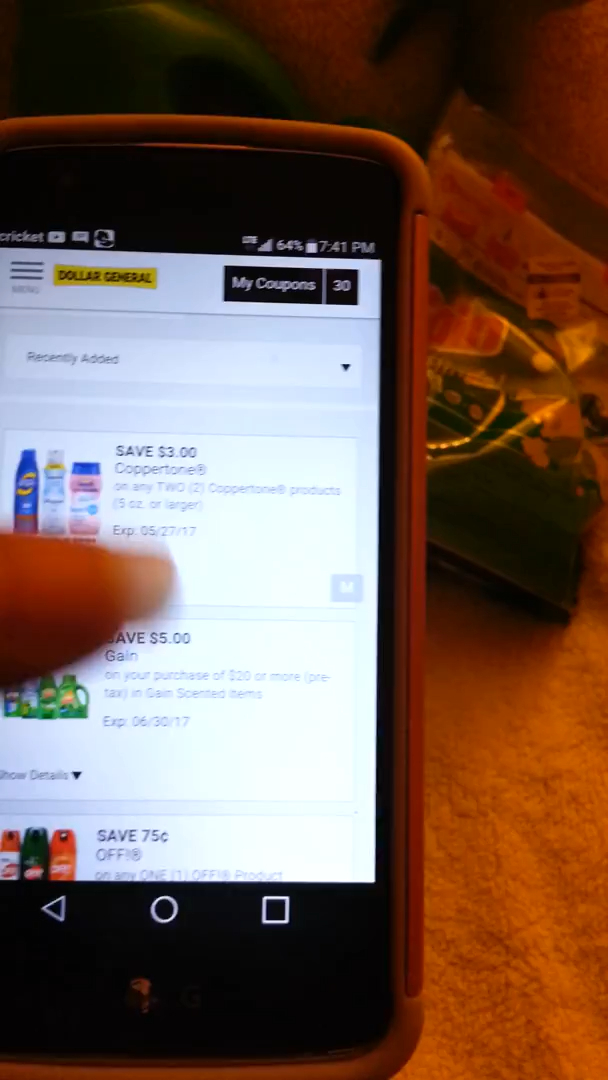 cricket LTE 64% 7:41 PM
MENU DOLLAR GENERAL My Coupons 30
Recently Added
SAVE $3.00
Coppertone®
on any TWO (2) Coppertone® products
(5 oz. or larger)
Exp: 05/27/17
M
SAVE $5.00
Gain
on your purchase of $20 or more (pre-
tax) in Gain Scented Items
Exp: 06/30/17
Show Details
SAVE 75¢
OFF!®
on any ONE (1) OFF!® Product